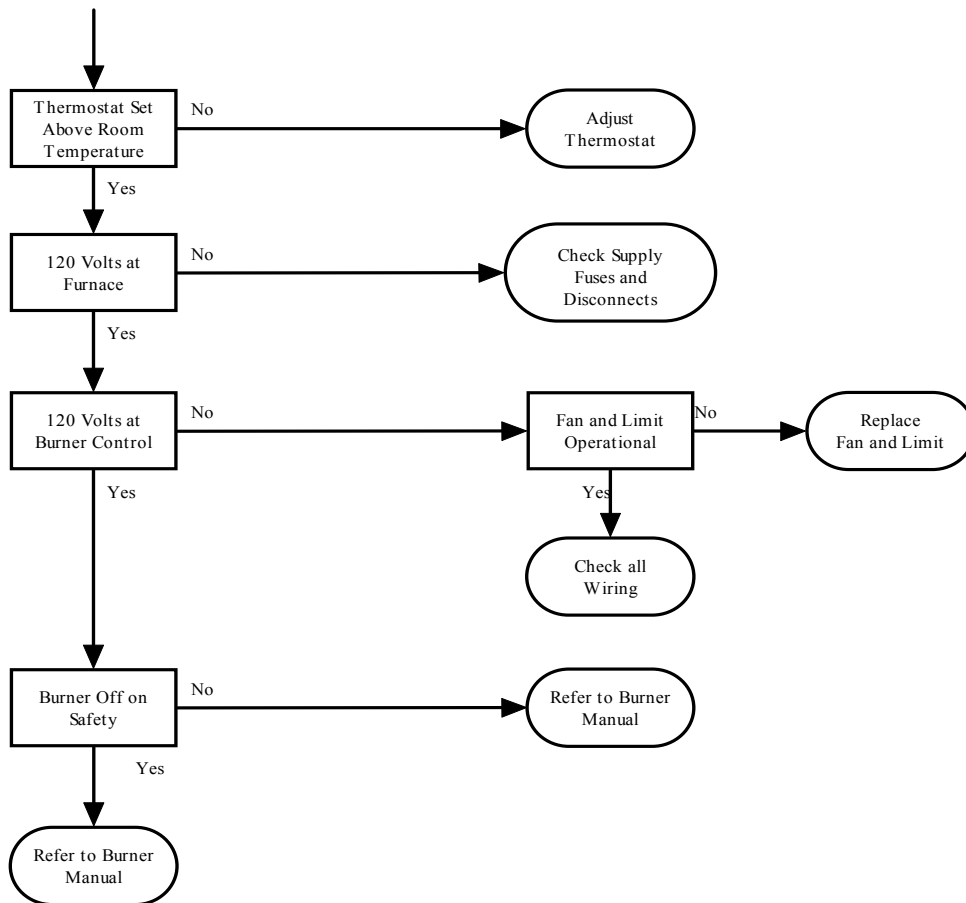 Thermostat Set
Above Room
Temperature
No
Adjust
Thermostat
Yes
120 Volts at
Furnace
No
Check Supply
Fuses and
Disconnects
Yes
120 Volts at
Burner Control
No
Fan and Limit
Operational
No
Replace
Fan and Limit
Yes
Yes
Check all
Wiring
Burner Off on
Safety
No
Refer to Burner
Manual
Yes
Refer to Burner
Manual